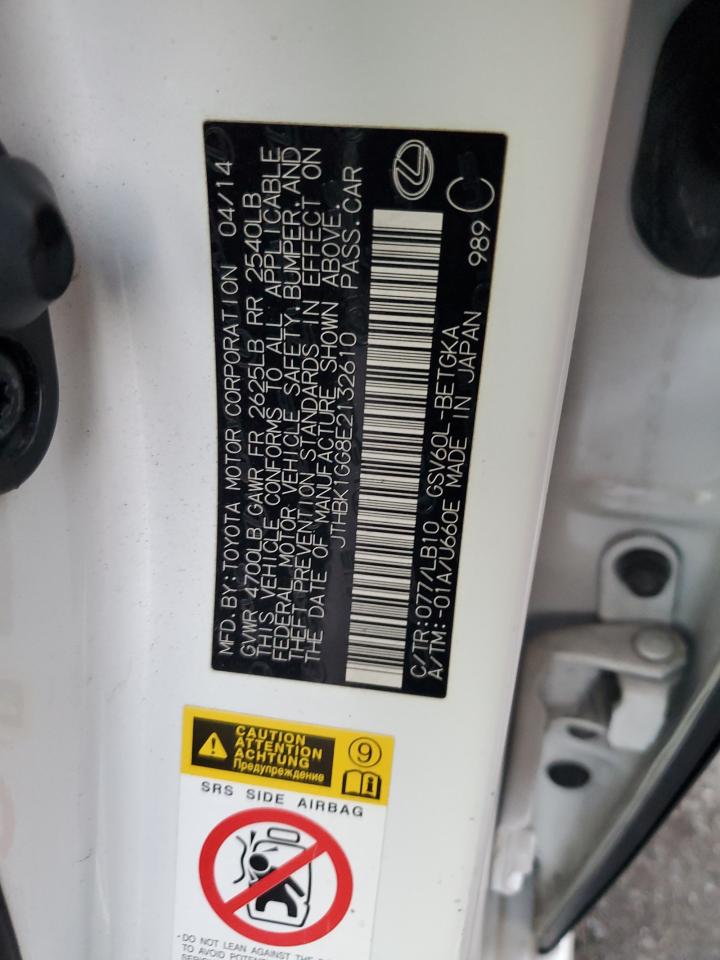 MFD. BY: TOYOTA MOTOR CORPORATION 04/14
GVWR 4700LB/GAWR FR 2625LB RR 2540LB
THIS VEHICLE CONFORMS TO ALL APPLICABLE
FEDERAL MOTOR VEHICLE SAFETY, BUMPER, AND
THEFT PREVENTION STANDARDS IN EFFECT ON
THE DATE OF MANUFACTURE SHOWN ABOVE.
JTHBK1GG8E2132610 PASS. CAR
C/TR: 077/LB10 GSV60L-BETGKA
A/TM: -01A/U660E MADE IN JAPAN 989 C
CAUTION
ATTENTION
ACHTUNG
Предупреждение
9
SRS SIDE AIRBAG
·DO NOT LEAN AGAINST THE
TO AVOID